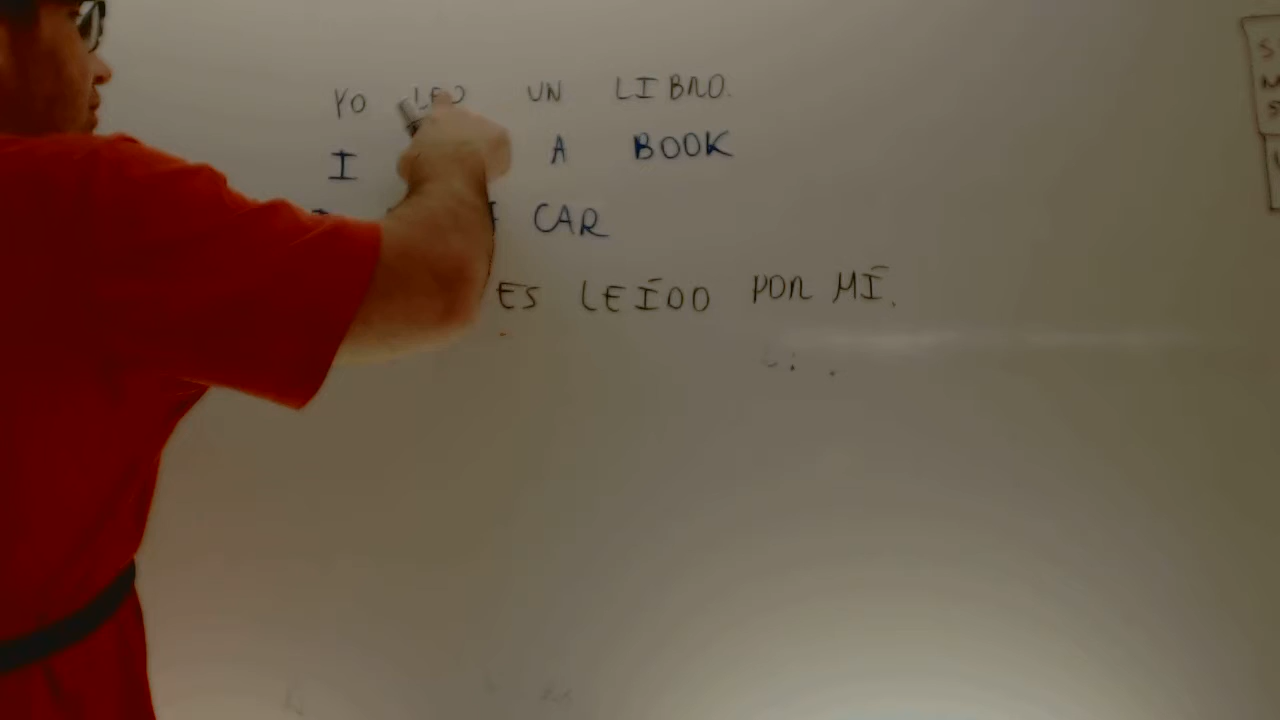 YO LEO UN LIBRO.
I A BOOK
CAR
ES LEÍDO POR MÍ.
S
M
S